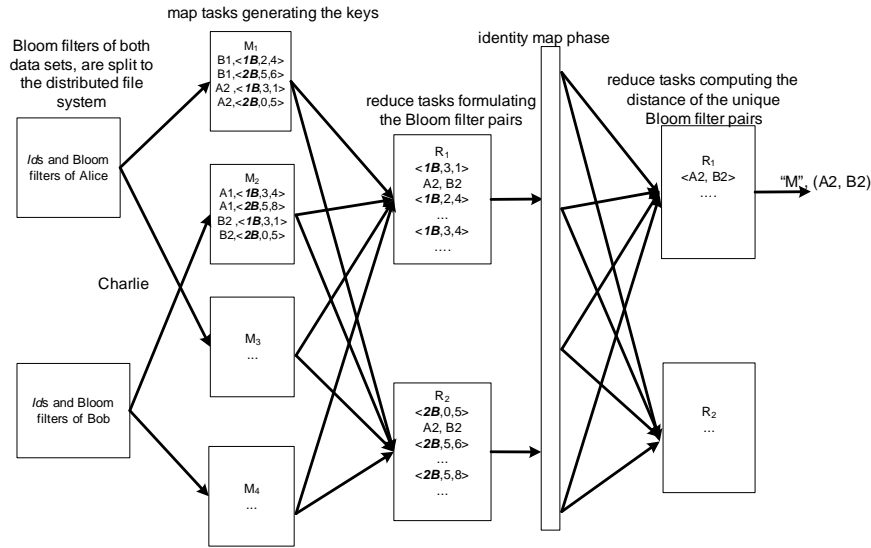 map tasks generating the keys
Bloom filters of both
data sets, are split to
the distributed file
system
Ids and Bloom
filters of Alice
Charlie
Ids and Bloom
filters of Bob
M1
B1,<1B,2,4>
B1,<2B,5,6>
A2 ,<1B,3,1>
A2,<2B,0,5>
M2
A1,<1B,3,4>
A1,<2B,5,8>
B2 ,<1B,3,1>
B2,<2B,0,5>
M3
...
M4
...
reduce tasks formulating
the Bloom filter pairs
R1
<1B,3,1>
A2, B2
<1B,2,4>
...
<1B,3,4>
....
R2
<2B,0,5>
A2, B2
<2B,5,6>
...
<2B,5,8>
...
identity map phase
reduce tasks computing the
distance of the unique
Bloom filter pairs
R1
<A2, B2>
....
“M”, (A2, B2)
R2
...